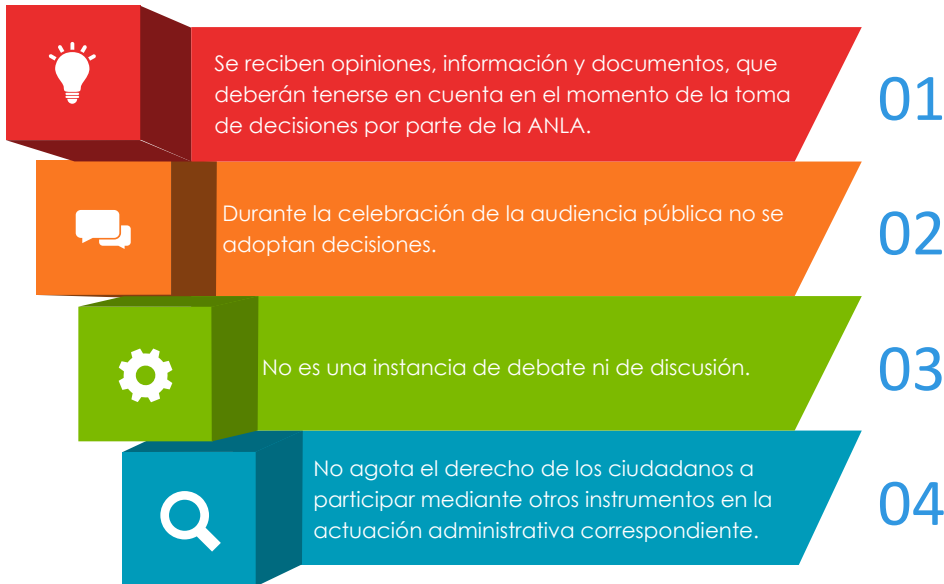 Se reciben opiniones, información y documentos, que
deberán tenerse en cuenta en el momento de la toma
de decisiones por parte de la ANLA.
01
Durante la celebración de la audiencia pública no se
adoptan decisiones.
02
No es una instancia de debate ni de discusión.
03
No agota el derecho de los ciudadanos a
participar mediante otros instrumentos en la
actuación administrativa correspondiente.
04